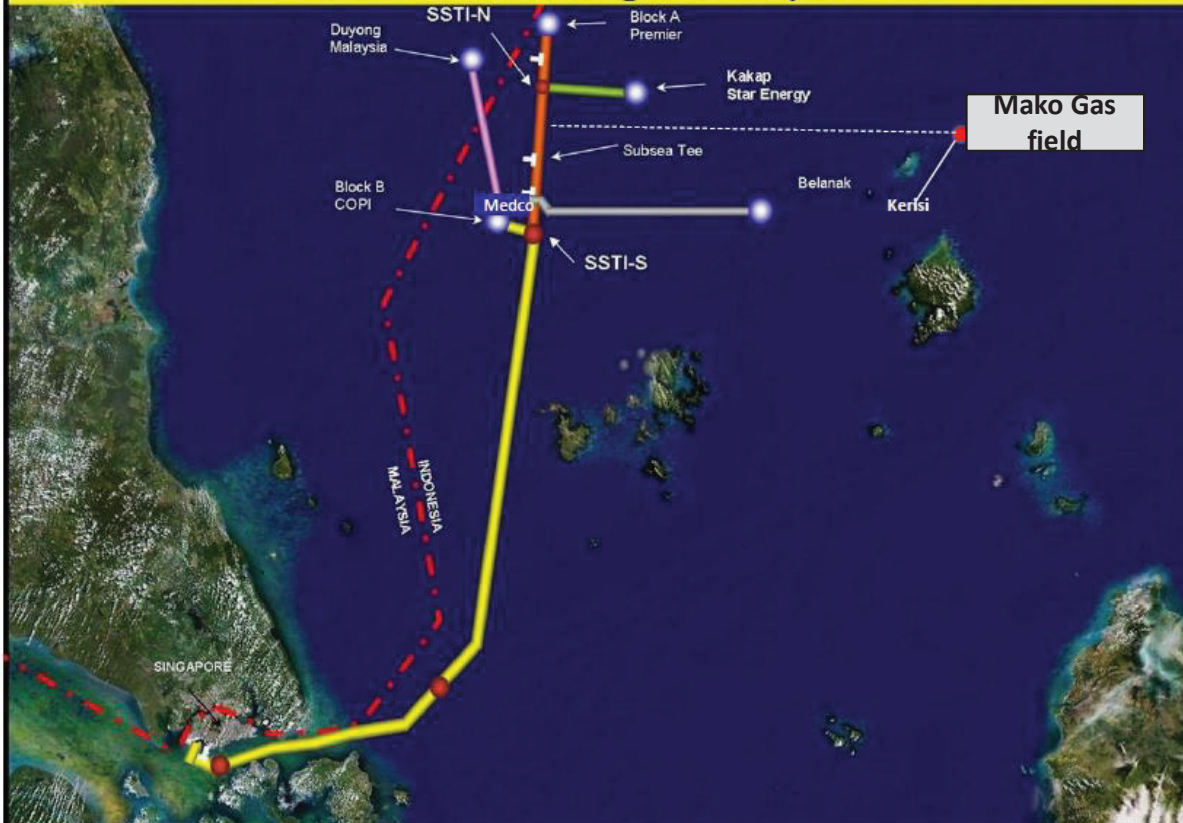 SSTI-N
Block A
Premier
Duyong
Malaysia
Kakap
Star Energy
Mako Gas
field
Subsea Tee
Belanak
Block B
COPI
Medco
Kerisi
SSTI-S
INDONESIA
MALAYSIA
SINGAPORE